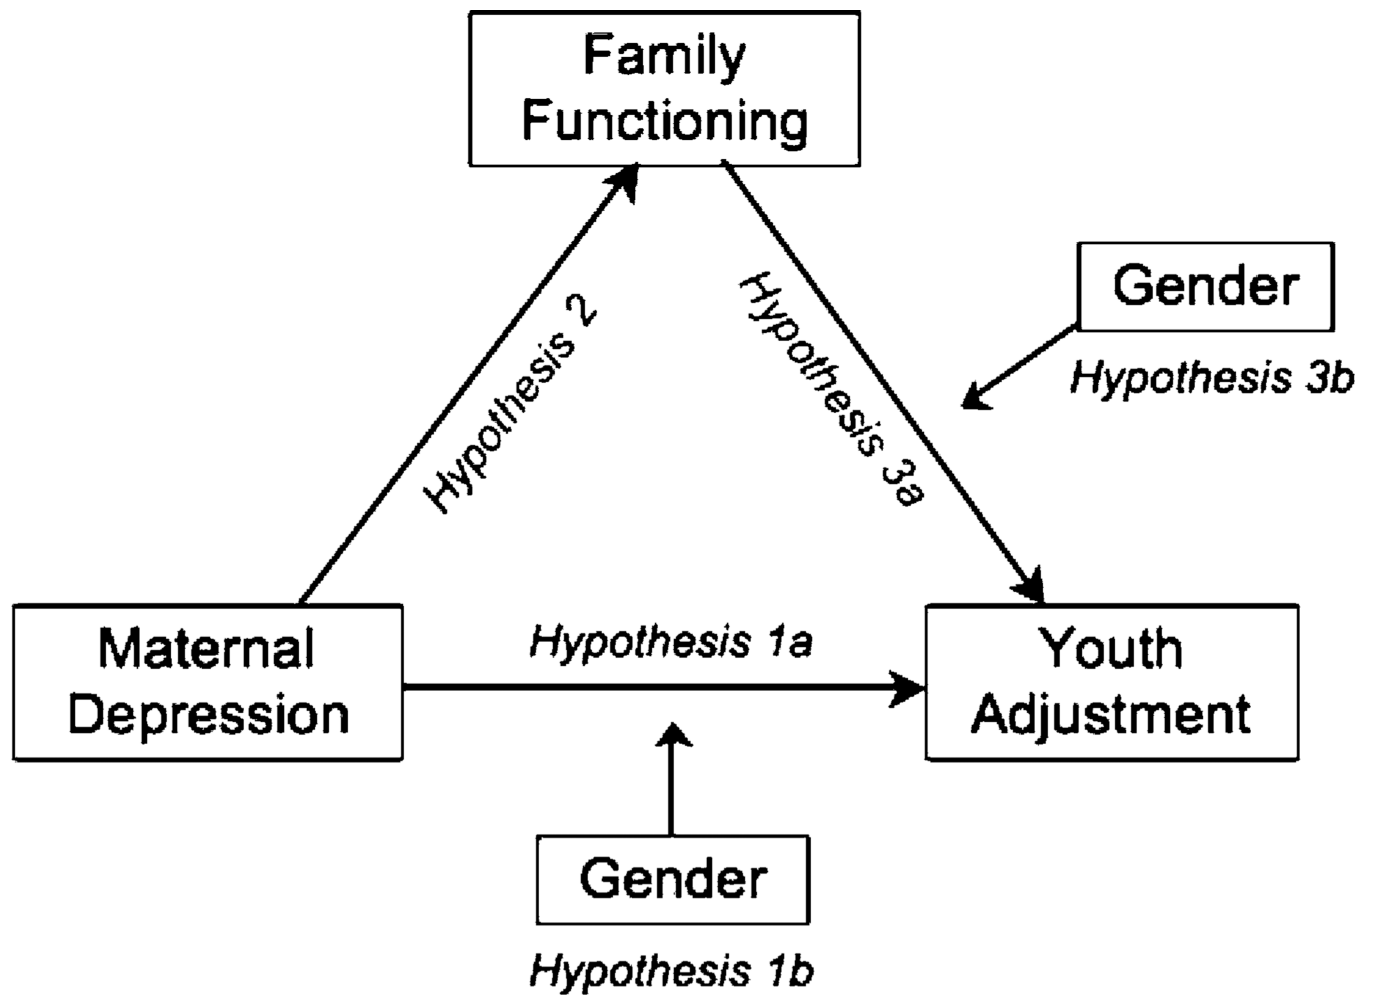 Family
Functioning
Gender
Hypothesis 3b
Hypothesis 2
Hypothesis 3a
Maternal
Depression
Hypothesis 1a
Youth
Adjustment
Gender
Hypothesis 1b